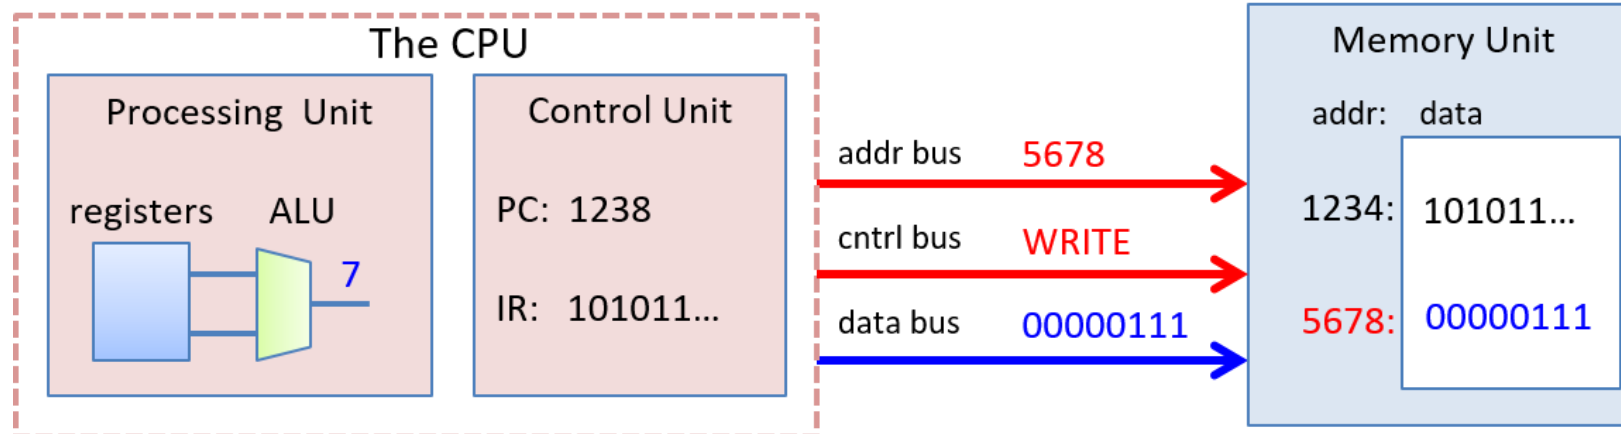 The CPU
Processing Unit
registers ALU
7
Control Unit
PC: 1238
IR: 101011...
addr bus 5678
cntrl bus WRITE
data bus 00000111
Memory Unit
addr: data
1234: 101011...
5678: 00000111